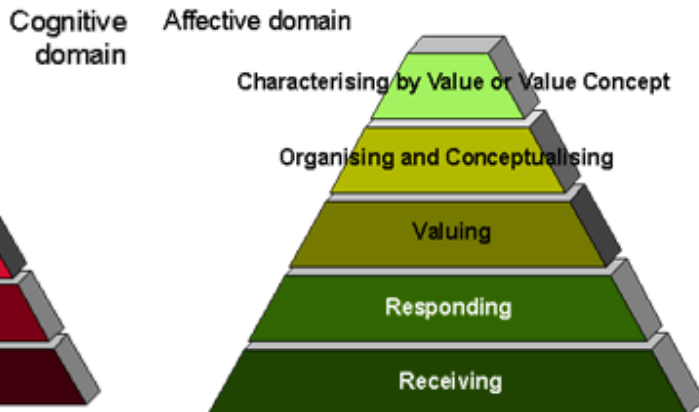 Cognitive
domain
Affective domain
Characterising by Value or Value Concept
Organising and Conceptualising
Valuing
Responding
Receiving